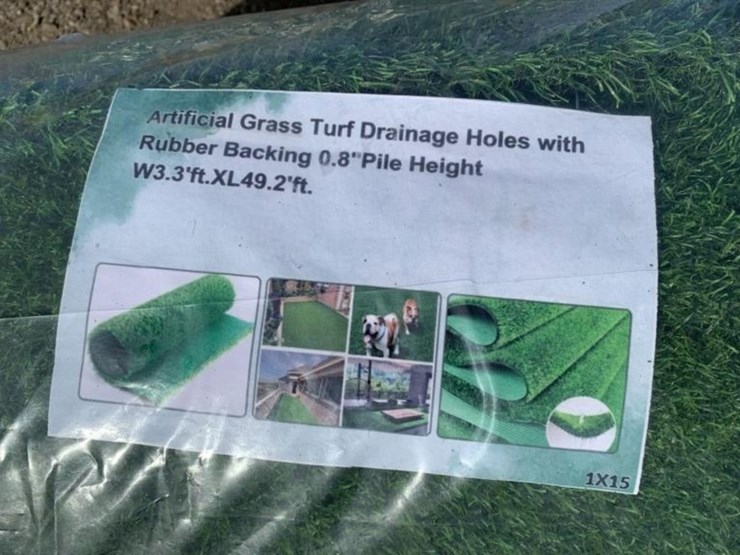 Artificial Grass Turf Drainage Holes with
Rubber Backing 0.8"Pile Height
W3.3'ft.XL49.2'ft.
1X15